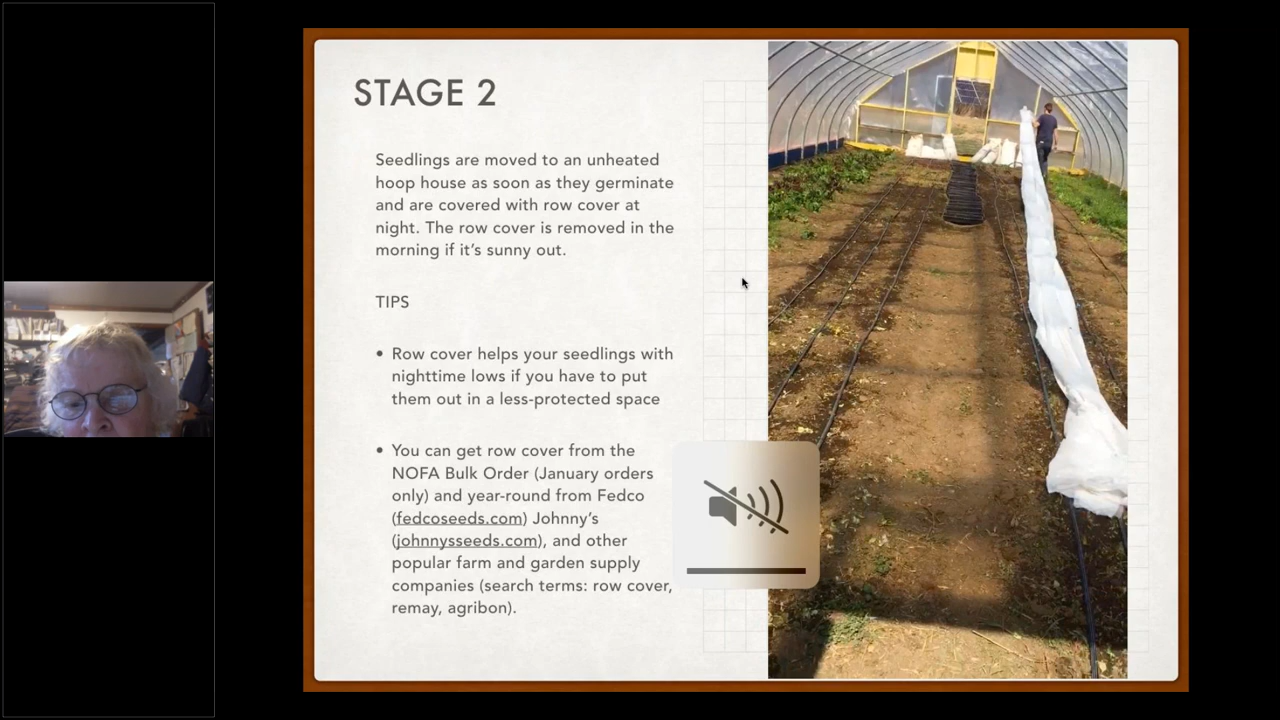 STAGE 2
Seedlings are moved to an unheated
hoop house as soon as they germinate
and are covered with row cover at
night. The row cover is removed in the
morning if it’s sunny out.
TIPS
• Row cover helps your seedlings with
nighttime lows if you have to put
them out in a less-protected space
• You can get row cover from the
NOFA Bulk Order (January orders
only) and year-round from Fedco
(fedcoseeds.com) Johnny’s
(johnnysseeds.com), and other
popular farm and garden supply
companies (search terms: row cover,
remay, agribon).